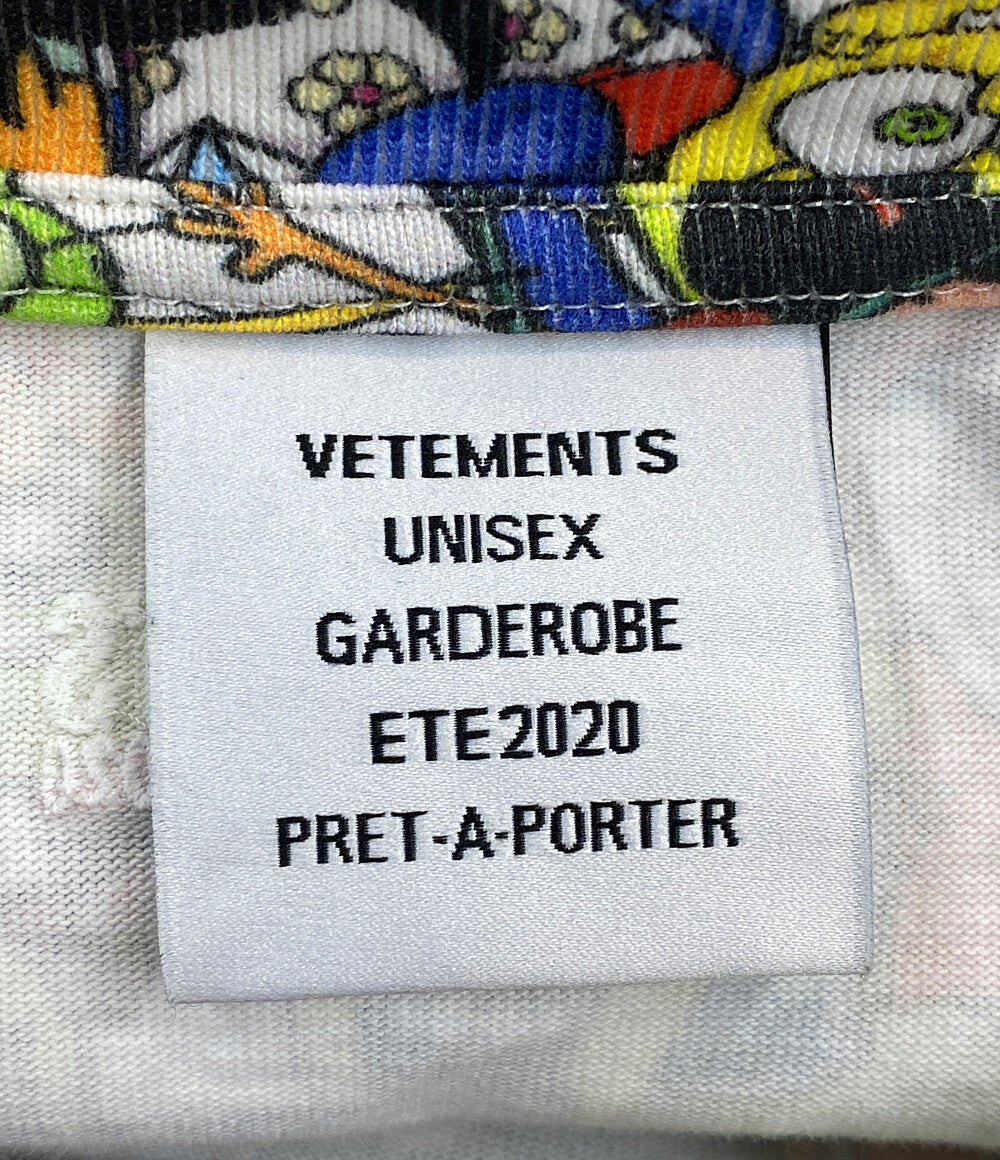 VETEMENTS
UNISEX
GARDEROBE
ETE2020
PRET-A-PORTER